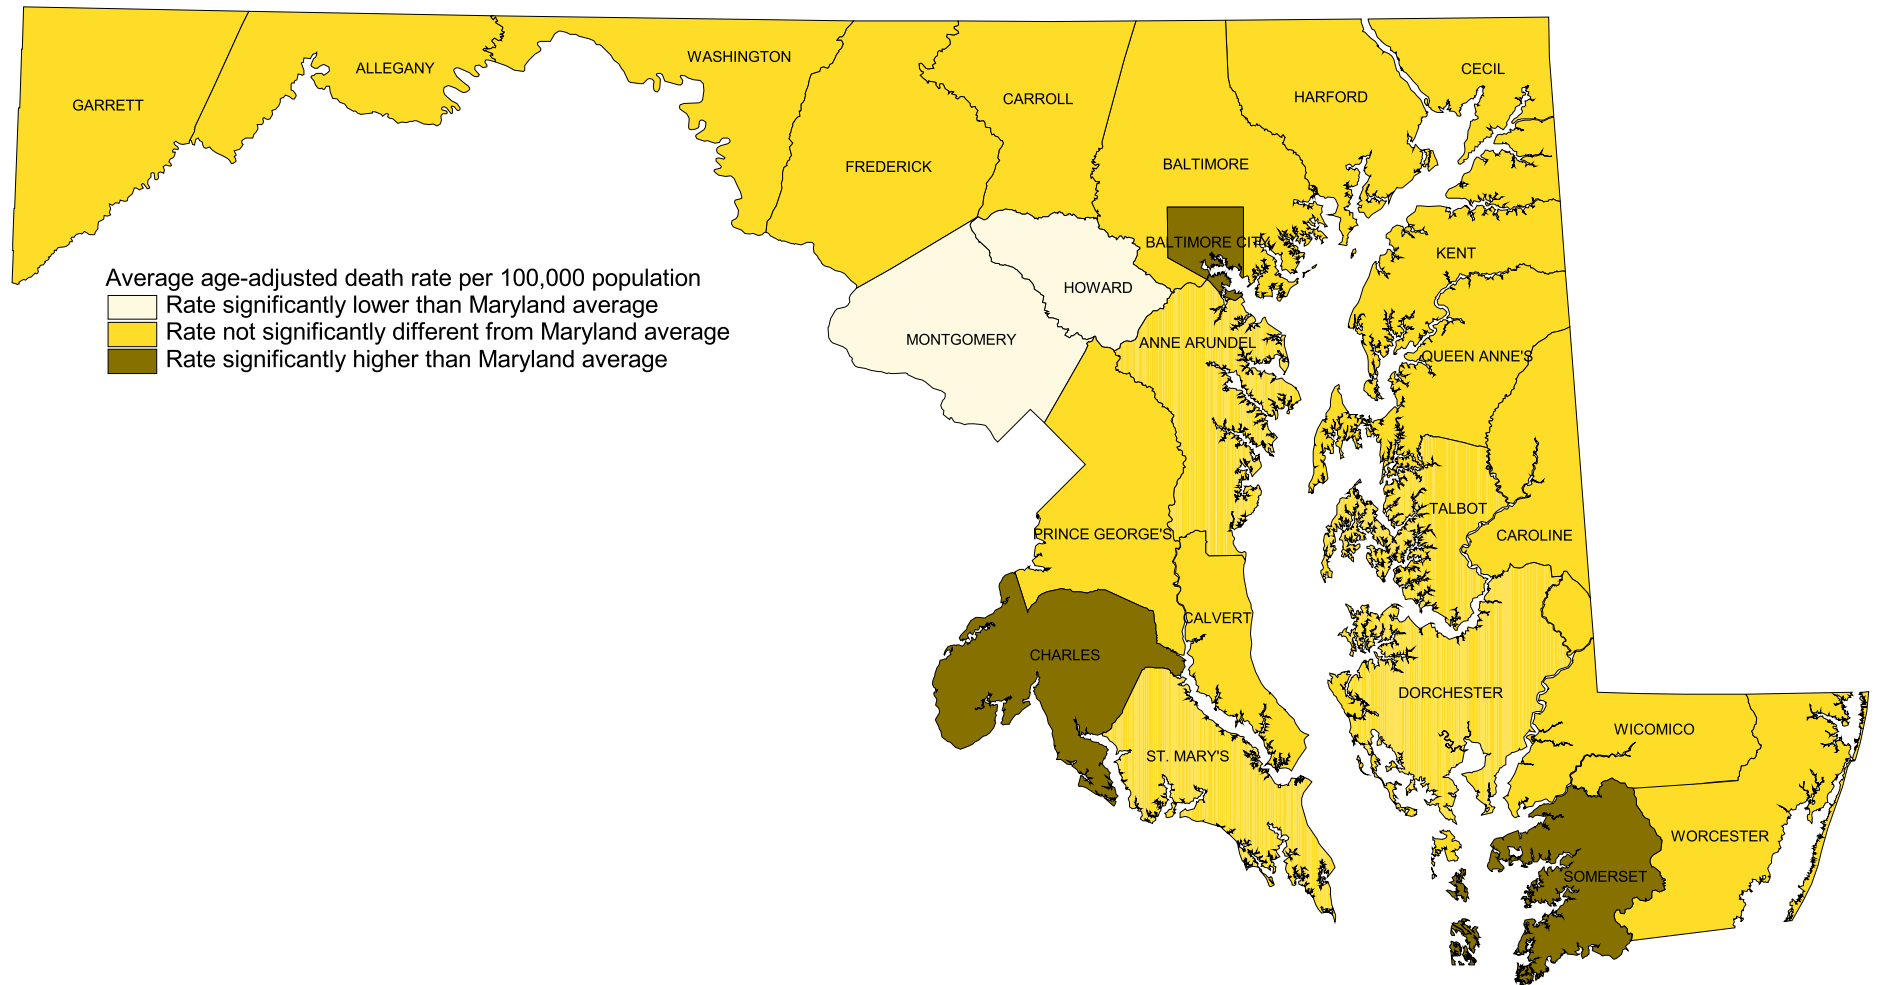 WASHINGTON
ALLEGANY
CECIL
GARRETT
CARROLL
HARFORD
FREDERICK
BALTIMORE
BALTIMORE CITY
KENT
Average age-adjusted death rate per 100,000 population
Rate significantly lower than Maryland average
Rate not significantly different from Maryland average
Rate significantly higher than Maryland average
HOWARD
MONTGOMERY
ANNE ARUNDEL
QUEEN ANNE'S
TALBOT
PRINCE GEORGE'S
CAROLINE
CALVERT
CHARLES
DORCHESTER
WICOMICO
ST. MARY'S
WORCESTER
SOMERSET